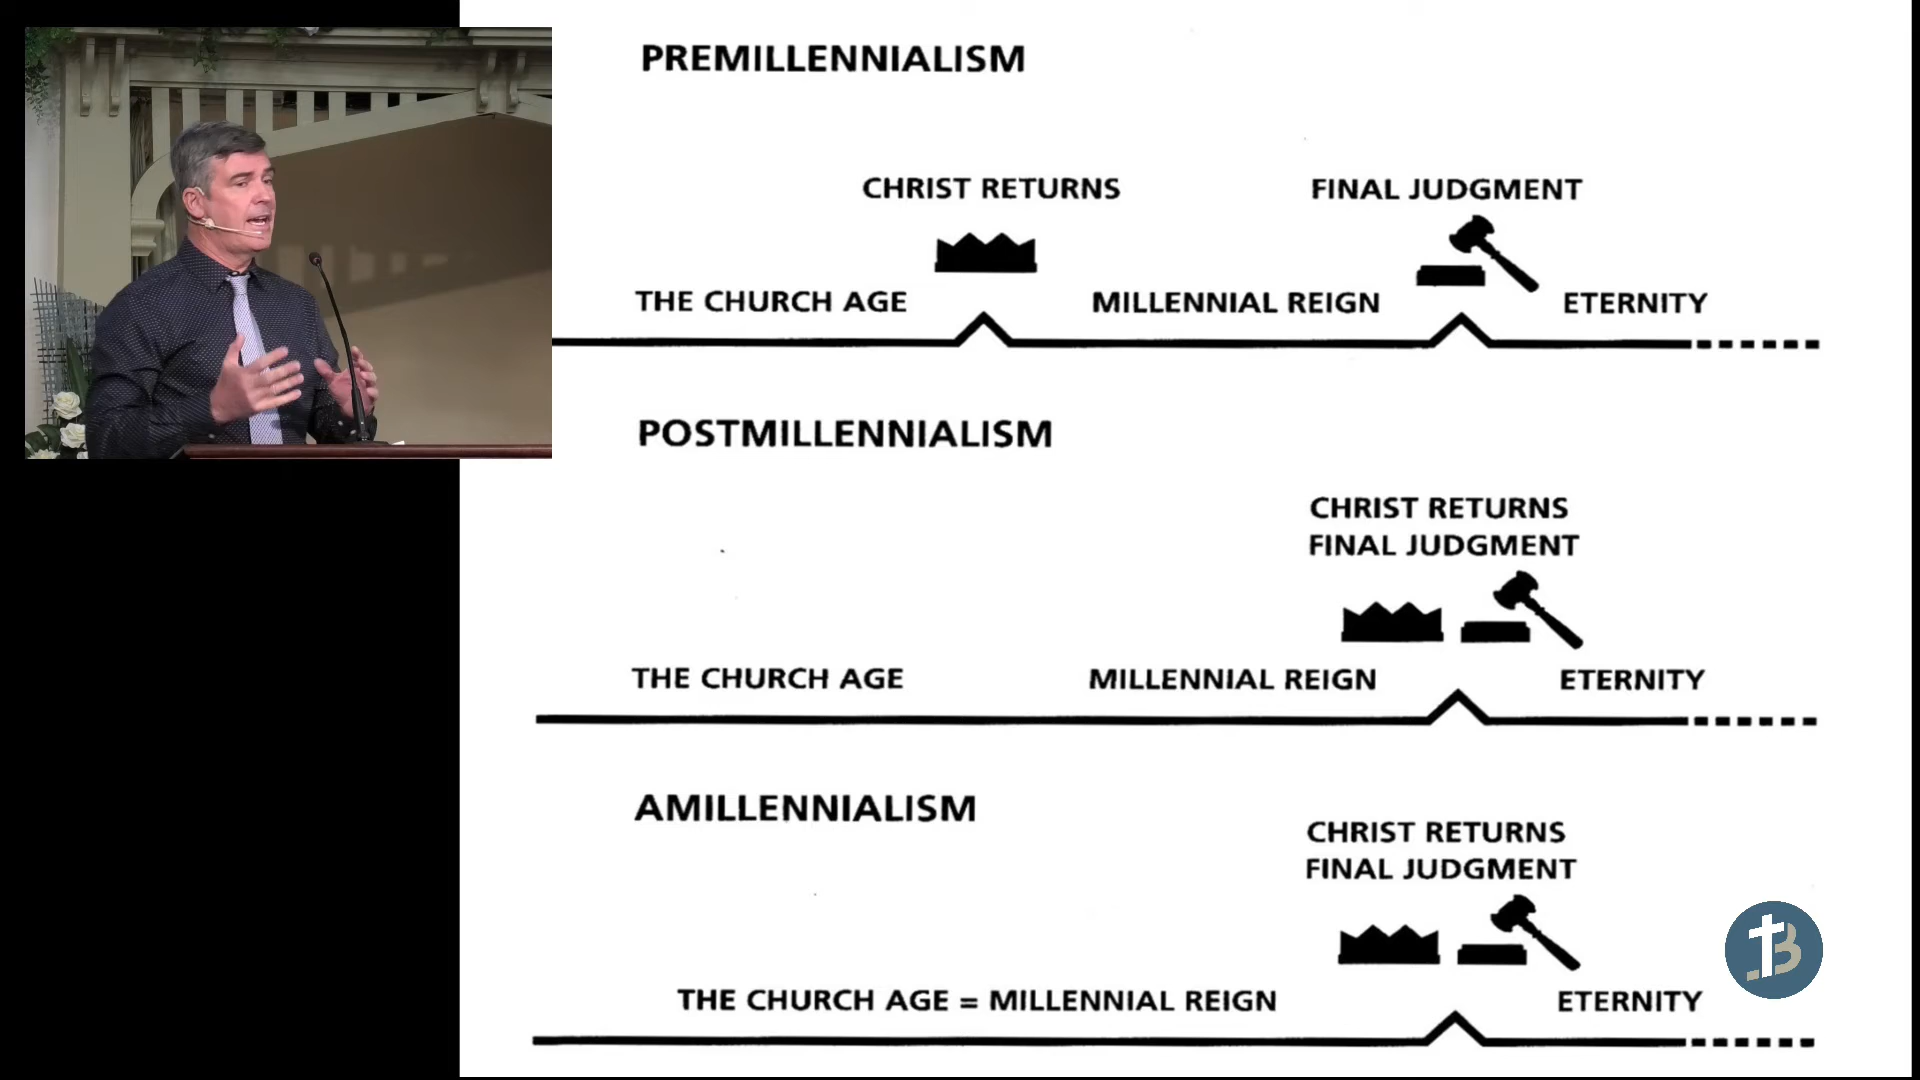 PREMILLENNIALISM
CHRIST RETURNS
FINAL JUDGMENT
THE CHURCH AGE
MILLENNIAL REIGN
ETERNITY
POSTMILLENNIALISM
CHRIST RETURNS
FINAL JUDGMENT
THE CHURCH AGE
MILLENNIAL REIGN
ETERNITY
AMILLENNIALISM
CHRIST RETURNS
FINAL JUDGMENT
THE CHURCH AGE = MILLENNIAL REIGN
ETERNITY